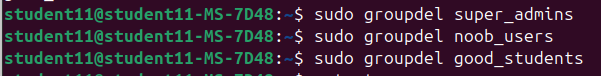 student11@student11-MS-7D48:~$ sudo groupdel super_admins
student11@student11-MS-7D48:~$ sudo groupdel noob_users
student11@student11-MS-7D48:~$ sudo groupdel good_students